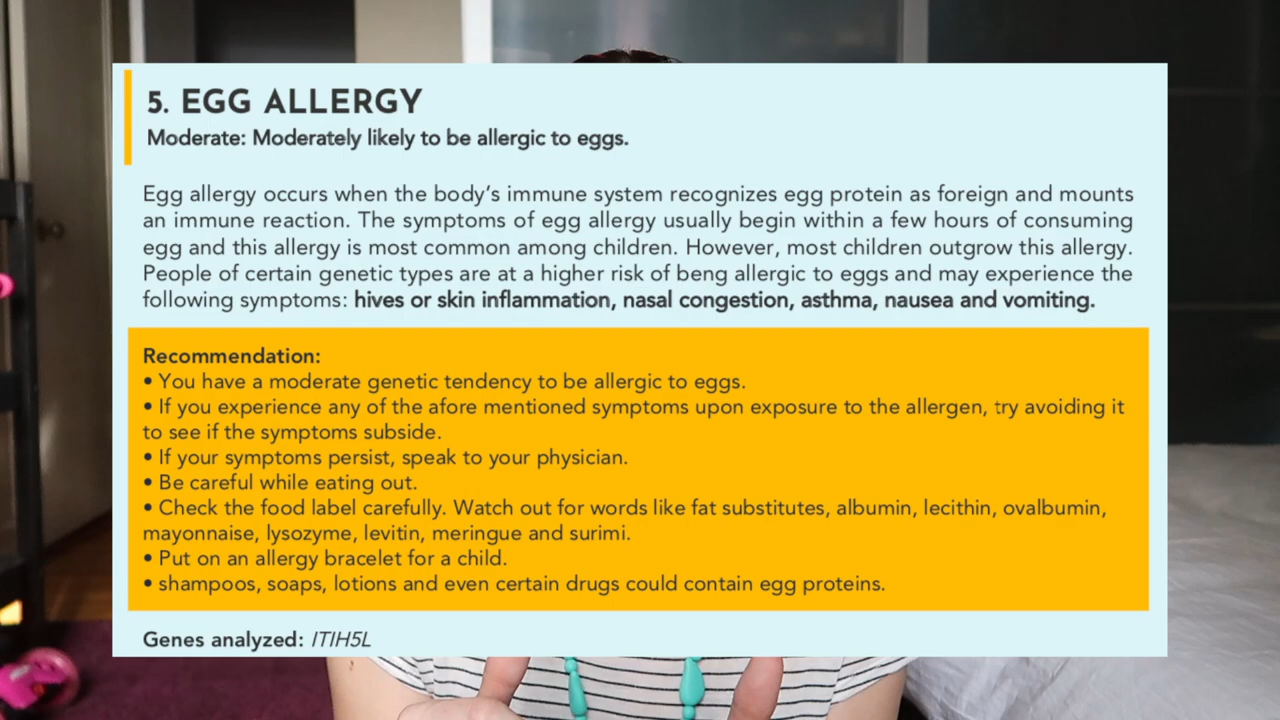 5. EGG ALLERGY
Moderate: Moderately likely to be allergic to eggs.
Egg allergy occurs when the body's immune system recognizes egg protein as foreign and mounts
an immune reaction. The symptoms of egg allergy usually begin within a few hours of consuming
egg and this allergy is most common among children. However, most children outgrow this allergy.
People of certain genetic types are at a higher risk of beng allergic to eggs and may experience the
following symptoms: hives or skin inflammation, nasal congestion, asthma, nausea and vomiting.
Recommendation:
• You have a moderate genetic tendency to be allergic to eggs.
• If you experience any of the afore mentioned symptoms upon exposure to the allergen, try avoiding it
to see if the symptoms subside.
• If your symptoms persist, speak to your physician.
• Be careful while eating out.
• Check the food label carefully. Watch out for words like fat substitutes, albumin, lecithin, ovalbumin,
mayonnaise, lysozyme, levitin, meringue and surimi.
• Put on an allergy bracelet for a child.
• shampoos, soaps, lotions and even certain drugs could contain egg proteins.
Genes analyzed: ITIH5L